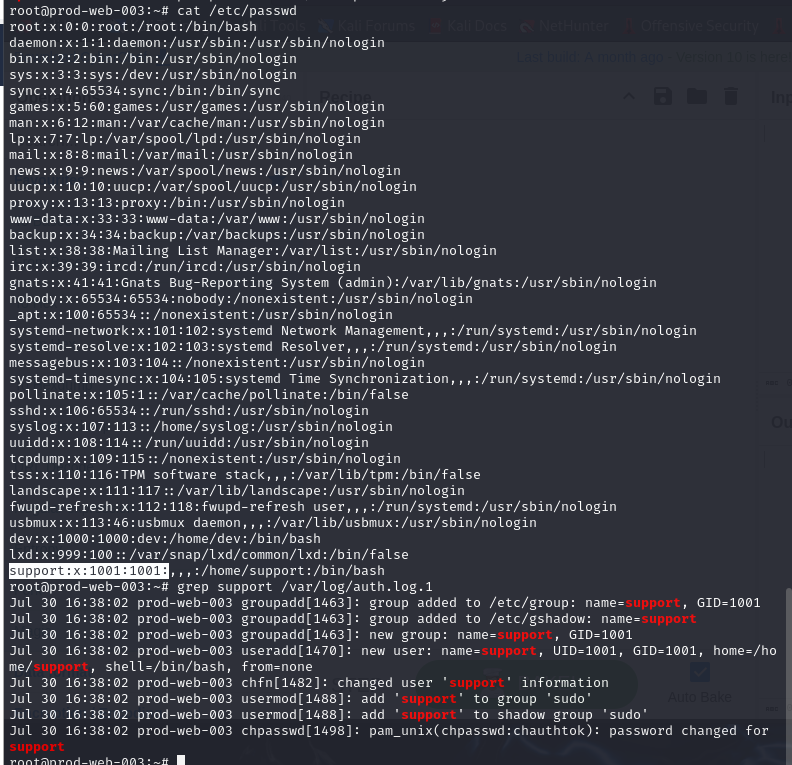 root@prod-web-003:~# cat /etc/passwd
root:x:0:0:root:/root:/bin/bash
daemon:x:1:1:daemon:/usr/sbin:/usr/sbin/nologin
bin:x:2:2:bin:/bin:/usr/sbin/nologin
sys:x:3:3:sys:/dev:/usr/sbin/nologin
sync:x:4:65534:sync:/bin:/bin/sync
games:x:5:60:games:/usr/games:/usr/sbin/nologin
man:x:6:12:man:/var/cache/man:/usr/sbin/nologin
lp:x:7:7:lp:/var/spool/lpd:/usr/sbin/nologin
mail:x:8:8:mail:/var/mail:/usr/sbin/nologin
news:x:9:9:news:/var/spool/news:/usr/sbin/nologin
uucp:x:10:10:uucp:/var/spool/uucp:/usr/sbin/nologin
proxy:x:13:13:proxy:/bin:/usr/sbin/nologin
www-data:x:33:33:www-data:/var/www:/usr/sbin/nologin
backup:x:34:34:backup:/var/backups:/usr/sbin/nologin
list:x:38:38:Mailing List Manager:/var/list:/usr/sbin/nologin
irc:x:39:39:ircd:/run/ircd:/usr/sbin/nologin
gnats:x:41:41:Gnats Bug-Reporting System (admin):/var/lib/gnats:/usr/sbin/nologin
nobody:x:65534:65534:nobody:/nonexistent:/usr/sbin/nologin
_apt:x:100:65534::/nonexistent:/usr/sbin/nologin
systemd-network:x:101:102:systemd Network Management,,,:/run/systemd:/usr/sbin/nologin
systemd-resolve:x:102:103:systemd Resolver,,,:/run/systemd:/usr/sbin/nologin
messagebus:x:103:104::/nonexistent:/usr/sbin/nologin
systemd-timesync:x:104:105:systemd Time Synchronization,,,:/run/systemd:/usr/sbin/nologin
pollinate:x:105:1::/var/cache/pollinate:/bin/false
sshd:x:106:65534::/run/sshd:/usr/sbin/nologin
syslog:x:107:113::/home/syslog:/usr/sbin/nologin
uuidd:x:108:114::/run/uuidd:/usr/sbin/nologin
tcpdump:x:109:115::/nonexistent:/usr/sbin/nologin
tss:x:110:116:TPM software stack,,,:/var/lib/tpm:/bin/false
landscape:x:111:117::/var/lib/landscape:/usr/sbin/nologin
fwupd-refresh:x:112:118:fwupd-refresh user,,,:/run/systemd:/usr/sbin/nologin
usbmux:x:113:46:usbmux daemon,,,:/var/lib/usbmux:/usr/sbin/nologin
dev:x:1000:1000:dev:/home/dev:/bin/bash
lxd:x:999:100::/var/snap/lxd/common/lxd:/bin/false
support:x:1001:1001:,,,:/home/support:/bin/bash
root@prod-web-003:~# grep support /var/log/auth.log.1
Jul 30 16:38:02 prod-web-003 groupadd[1463]: group added to /etc/group: name=support, GID=1001
Jul 30 16:38:02 prod-web-003 groupadd[1463]: group added to /etc/gshadow: name=support
Jul 30 16:38:02 prod-web-003 groupadd[1463]: new group: name=support, GID=1001
Jul 30 16:38:02 prod-web-003 useradd[1470]: new user: name=support, UID=1001, GID=1001, home=/ho
me/support, shell=/bin/bash, from=none
Jul 30 16:38:02 prod-web-003 chfn[1482]: changed user 'support' information
Jul 30 16:38:02 prod-web-003 usermod[1488]: add 'support' to group 'sudo'
Jul 30 16:38:02 prod-web-003 usermod[1488]: add 'support' to shadow group 'sudo'
Jul 30 16:38:02 prod-web-003 chpasswd[1498]: pam_unix(chpasswd:chauthtok): password changed for
support
root@prod-web-003:~#
Tools
Kali Forums
Kali Docs
NetHunter
Offensive Security
Last build: A month ago - Version 10 is here
Recipe
Inp
Ou
Auto Bake